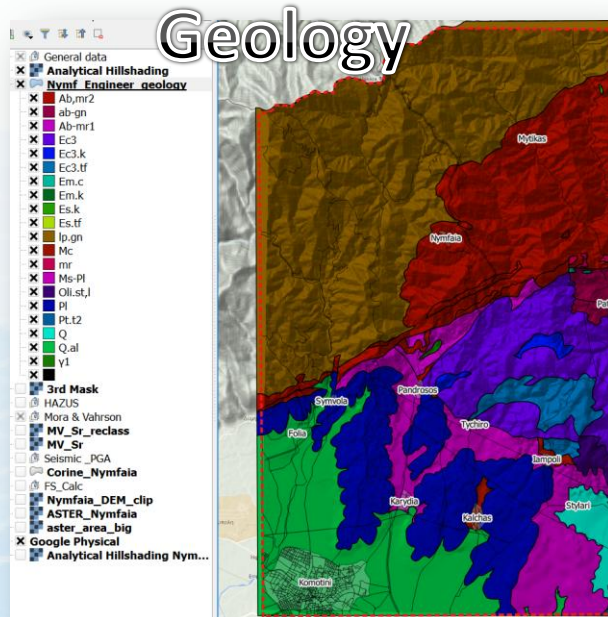 Geology
General data
Analytical Hillshading
Nymf_Engineer_geology
Ab,mr2
ab-gn
Ab-mr1
Ec3
Ec3.k
Ec3.tf
Em.c
Em.k
Es.k
Es.tf
lp.gn
Mc
mr
Ms-Pl
Oli.st,l
Pl
Pt.t2
Q
Q.al
γ1
3rd Mask
HAZUS
Mora & Vahrson
MV_Sr_reclass
MV_Sr
Seismic _PGA
Corine_Nymfaia
FS_Calc
Nymfaia_DEM_clip
ASTER_Nymfaia
aster_area_big
Google Physical
Analytical Hillshading Nym...
Mytikas
Nymfaia
Pat
Pandrosos
Symvola
Tychiro
Folia
Iampoli
Karydia
Kalchas
Stylari
Komotini